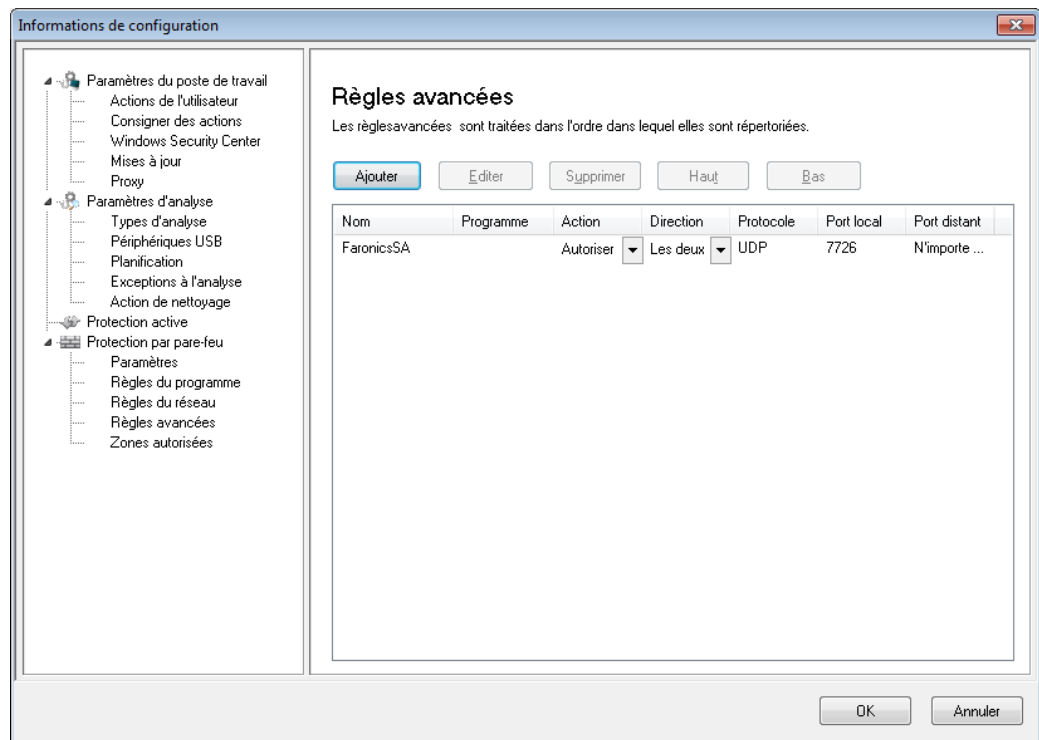 Informations de configuration
Paramètres du poste de travail
Actions de l'utilisateur
Consigner des actions
Windows Security Center
Mises à jour
Proxy
Paramètres d'analyse
Types d'analyse
Périphériques USB
Planification
Exceptions à l'analyse
Action de nettoyage
Protection active
Protection par pare-feu
Paramètres
Règles du programme
Règles du réseau
Règles avancées
Zones autorisées
Règles avancées
Les règlesavancées sont traitées dans l'ordre dans lequel elles sont répertoriées.
Ajouter Editer Supprimer Haut Bas
Nom Programme Action Direction Protocole Port local Port distant
FaronicsSA Autoriser Les deux UDP 7726 N'importe ...
OK Annuler